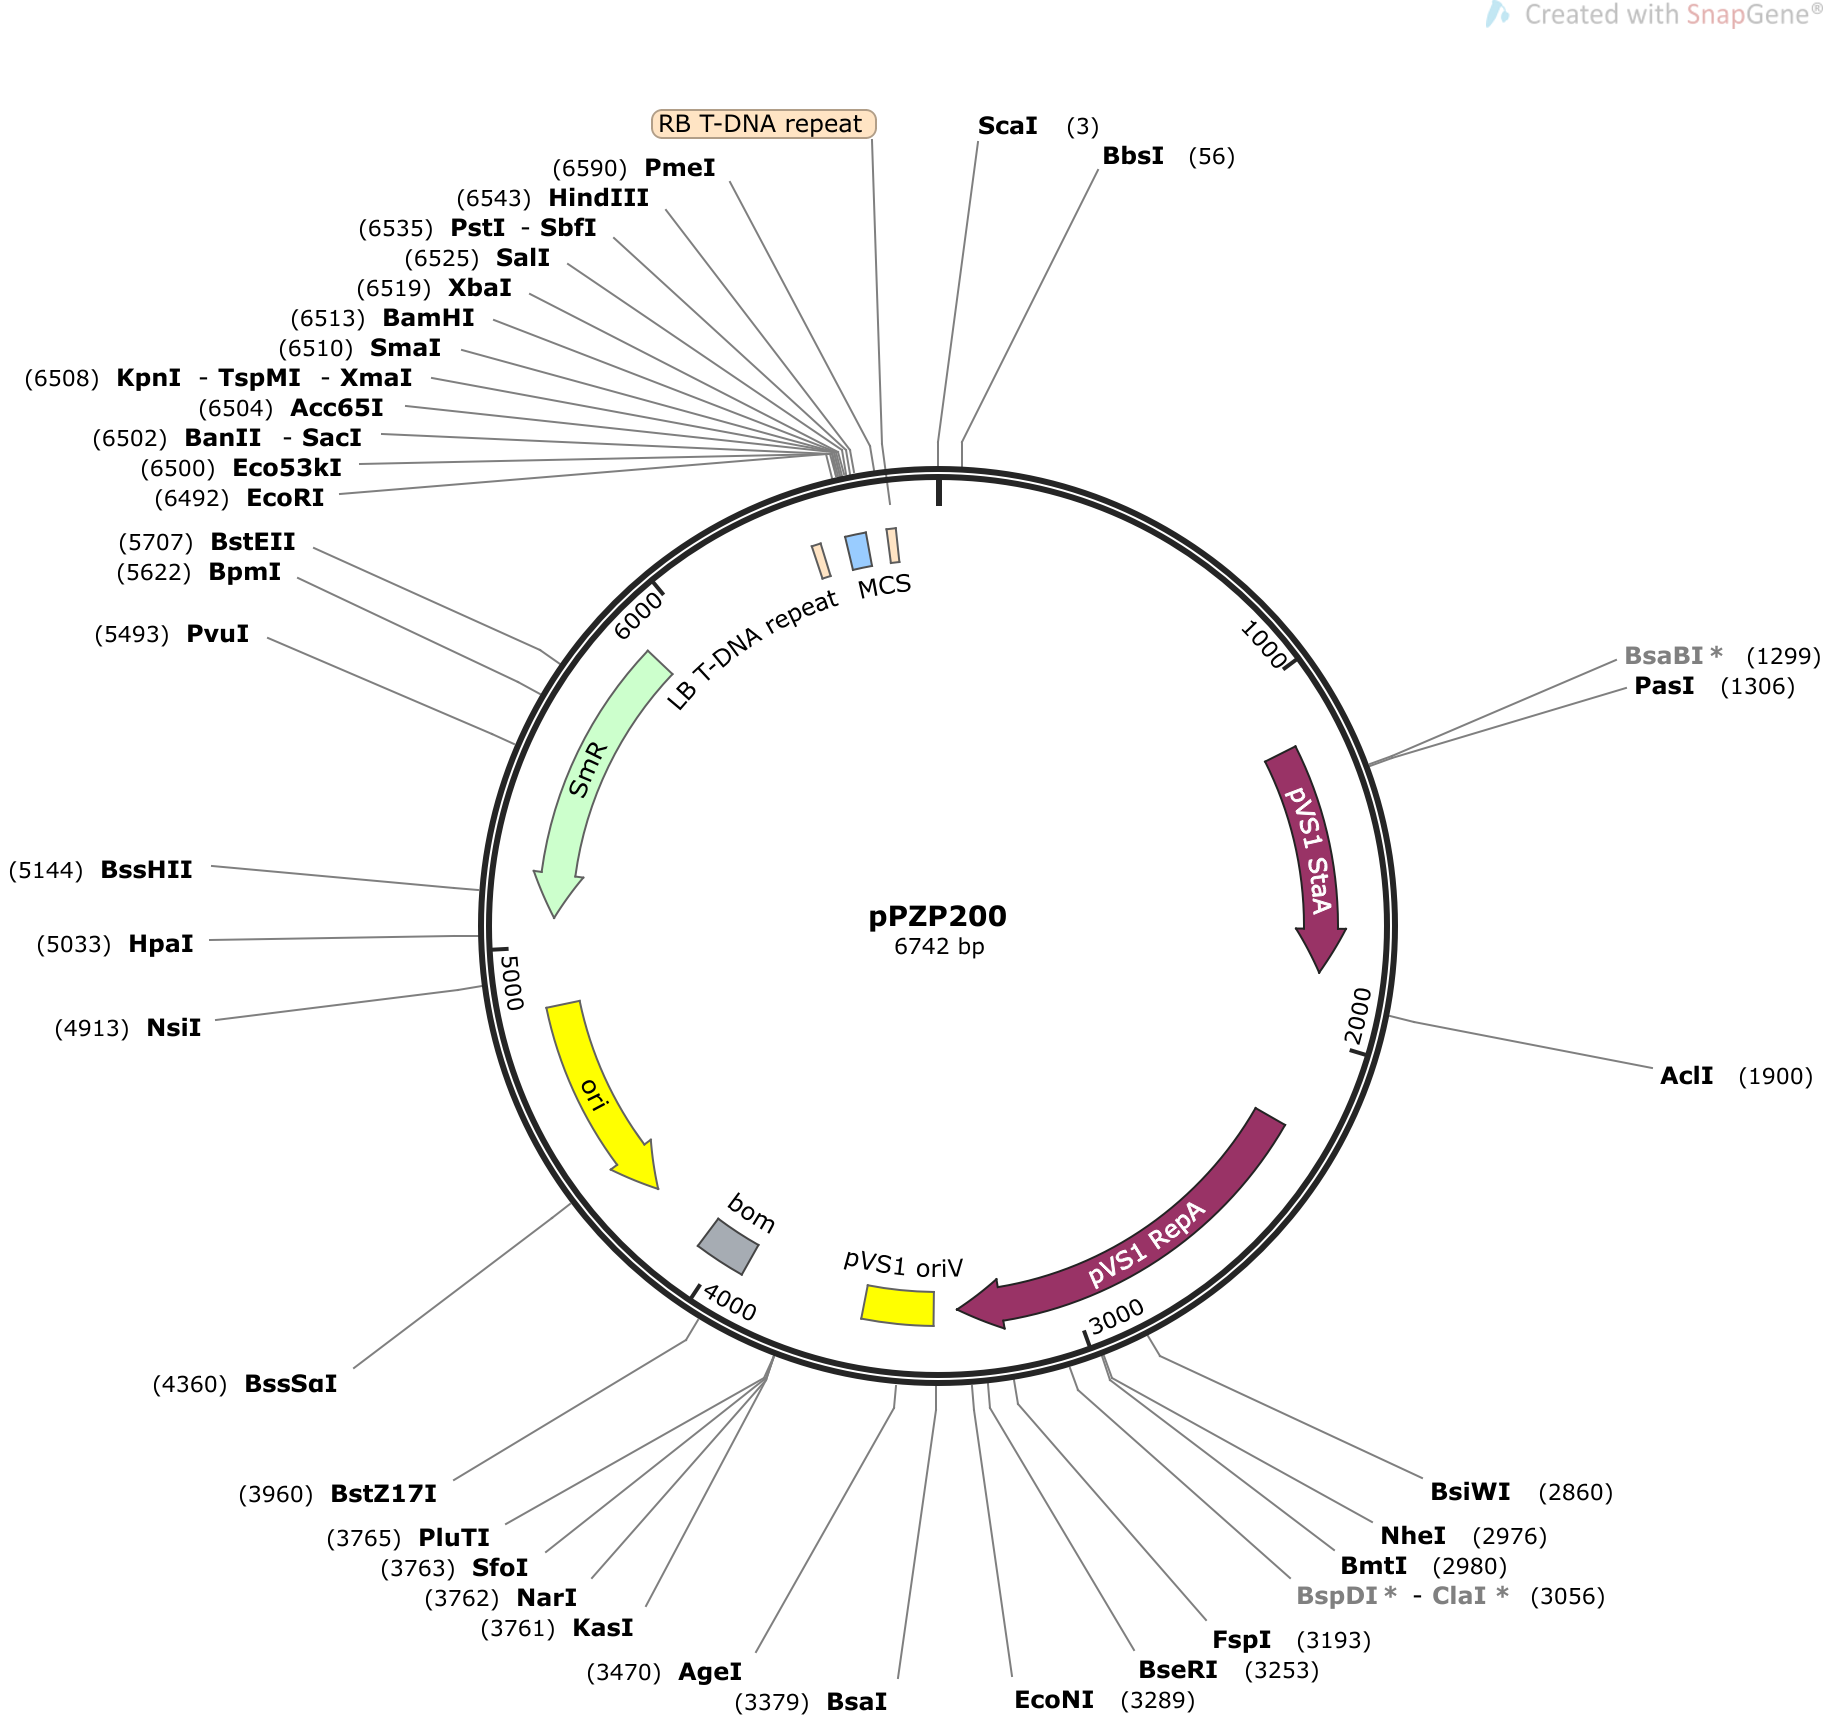 Created with SnapGene®
RB T-DNA repeat
ScaI (3)
BbsI (56)
(6590) PmeI
(6543) HindIII
(6535) PstI - SbfI
(6525) SalI
(6519) XbaI
(6513) BamHI
(6510) SmaI
(6508) KpnI - TspMI - XmaI
(6504) Acc65I
(6502) BanII - SacI
(6500) Eco53kI
(6492) EcoRI
(5707) BstEII
(5622) BpmI
(5493) PvuI
(5144) BssHII
(5033) HpaI
(4913) NsiI
(4360) BssSαI
(3960) BstZ17I
(3765) PluTI
(3763) SfoI
(3762) NarI
(3761) KasI
(3470) AgeI
(3379) BsaI
EcoNI (3289)
BseRI (3253)
FspI (3193)
BspDI * - ClaI * (3056)
BmtI (2980)
NheI (2976)
BsiWI (2860)
AclI (1900)
PasI (1306)
BsaBI * (1299)
1000
2000
3000
4000
5000
6000
LB T-DNA repeat
MCS
SmR
pVS1 StaA
pVS1 RepA
pVS1 oriV
bom
ori
pPZP200
6742 bp